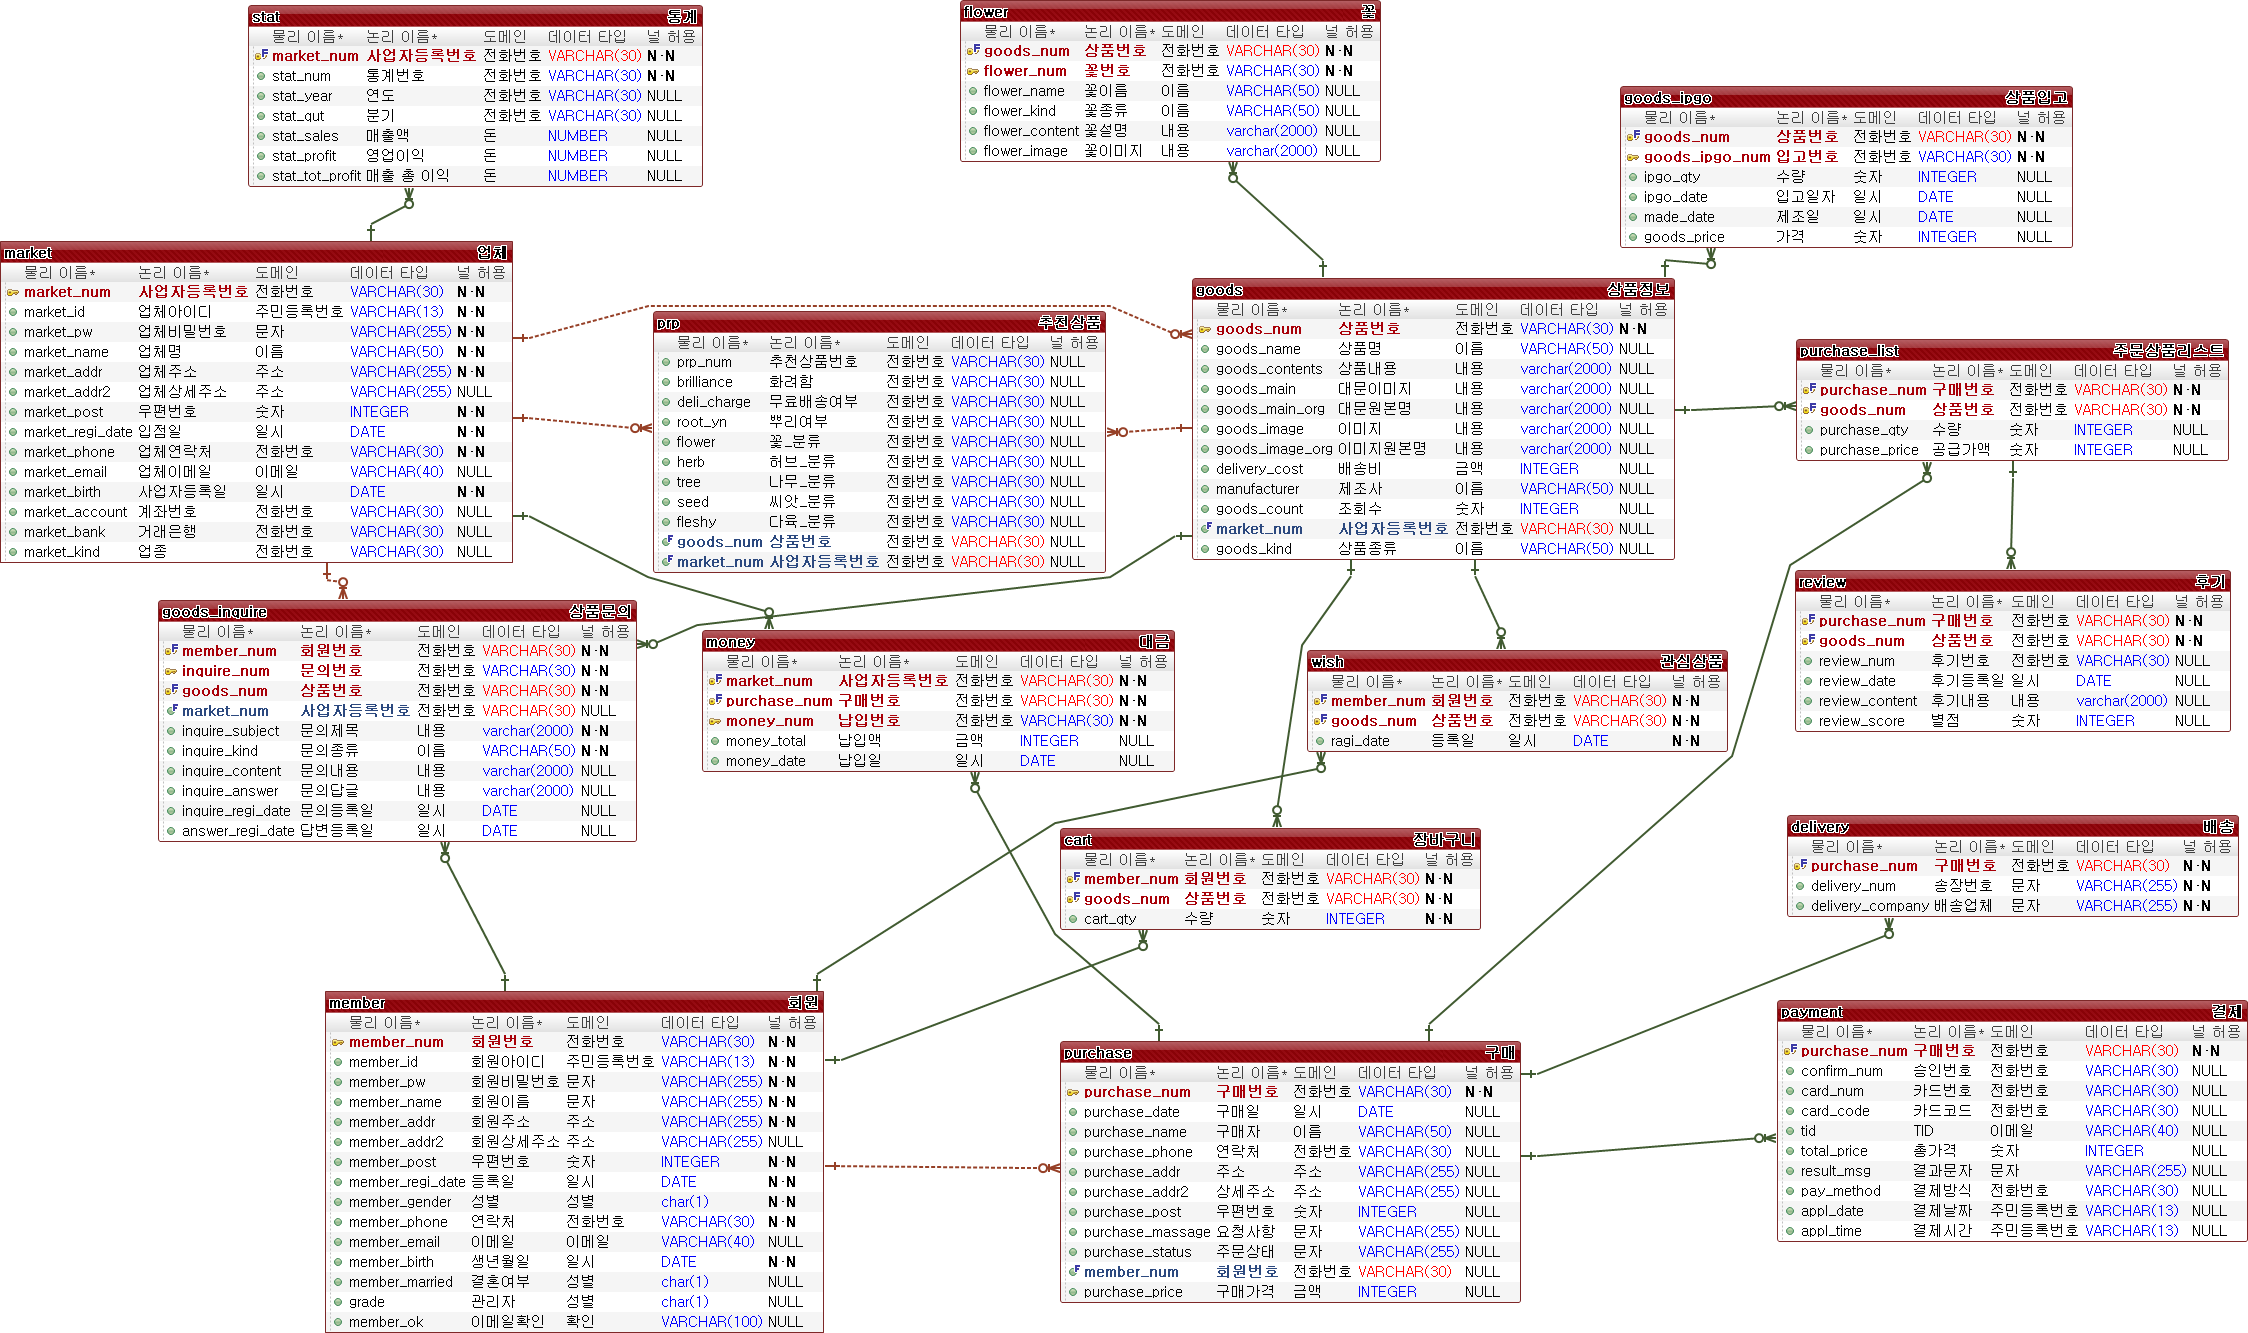 stat 통계
물리 이름* 논리 이름* 도메인 데이터 타입 널 허용
market_num 사업자등록번호 전화번호 VARCHAR(30) N·N
stat_num 통계번호 전화번호 VARCHAR(30) N·N
stat_year 연도 전화번호 VARCHAR(30) NULL
stat_qut 분기 전화번호 VARCHAR(30) NULL
stat_sales 매출액 돈 NUMBER NULL
stat_profit 영업이익 돈 NUMBER NULL
stat_tot_profit 매출 총 이익 돈 NUMBER NULL
flower 꽃
물리 이름* 논리 이름* 도메인 데이터 타입 널 허용
goods_num 상품번호 전화번호 VARCHAR(30) N·N
flower_num 꽃번호 전화번호 VARCHAR(30) N·N
flower_name 꽃이름 이름 VARCHAR(50) NULL
flower_kind 꽃종류 이름 VARCHAR(50) NULL
flower_content 꽃설명 내용 varchar(2000) NULL
flower_image 꽃이미지 내용 varchar(2000) NULL
goods_ipgo 상품입고
물리 이름* 논리 이름* 도메인 데이터 타입 널 허용
goods_num 상품번호 전화번호 VARCHAR(30) N·N
goods_ipgo_num 입고번호 전화번호 VARCHAR(30) N·N
ipgo_qty 수량 숫자 INTEGER NULL
ipgo_date 입고일자 일시 DATE NULL
made_date 제조일 일시 DATE NULL
goods_price 가격 숫자 INTEGER NULL
market 업체
물리 이름* 논리 이름* 도메인 데이터 타입 널 허용
market_num 사업자등록번호 전화번호 VARCHAR(30) N·N
market_id 업체아이디 주민등록번호 VARCHAR(13) N·N
market_pw 업체비밀번호 문자 VARCHAR(255) N·N
market_name 업체명 이름 VARCHAR(50) N·N
market_addr 업체주소 주소 VARCHAR(255) N·N
market_addr2 업체상세주소 주소 VARCHAR(255) NULL
market_post 우편번호 숫자 INTEGER N·N
market_regi_date 입점일 일시 DATE N·N
market_phone 업체연락처 전화번호 VARCHAR(30) N·N
market_email 업체이메일 이메일 VARCHAR(40) NULL
market_birth 사업자등록일 일시 DATE N·N
market_account 계좌번호 전화번호 VARCHAR(30) NULL
market_bank 거래은행 전화번호 VARCHAR(30) NULL
market_kind 업종 전화번호 VARCHAR(30) NULL
prp 추천상품
물리 이름* 논리 이름* 도메인 데이터 타입 널 허용
prp_num 추천상품번호 전화번호 VARCHAR(30) NULL
brilliance 화려함 전화번호 VARCHAR(30) NULL
deli_charge 무료배송여부 전화번호 VARCHAR(30) NULL
root_yn 뿌리여부 전화번호 VARCHAR(30) NULL
flower 꽃_분류 전화번호 VARCHAR(30) NULL
herb 허브_분류 전화번호 VARCHAR(30) NULL
tree 나무_분류 전화번호 VARCHAR(30) NULL
seed 씨앗_분류 전화번호 VARCHAR(30) NULL
fleshy 다육_분류 전화번호 VARCHAR(30) NULL
goods_num 상품번호 전화번호 VARCHAR(30) NULL
market_num 사업자등록번호 전화번호 VARCHAR(30) NULL
goods 상품정보
물리 이름* 논리 이름* 도메인 데이터 타입 널 허용
goods_num 상품번호 전화번호 VARCHAR(30) N·N
goods_name 상품명 이름 VARCHAR(50) NULL
goods_contents 상품내용 내용 varchar(2000) NULL
goods_main 대문이미지 내용 varchar(2000) NULL
goods_main_org 대문원본명 내용 varchar(2000) NULL
goods_image 이미지 내용 varchar(2000) NULL
goods_image_org 이미지원본명 내용 varchar(2000) NULL
delivery_cost 배송비 금액 INTEGER NULL
manufacturer 제조사 이름 VARCHAR(50) NULL
goods_count 조회수 숫자 INTEGER NULL
market_num 사업자등록번호 전화번호 VARCHAR(30) NULL
goods_kind 상품종류 이름 VARCHAR(50) NULL
purchase_list 주문상품리스트
물리 이름* 논리 이름* 도메인 데이터 타입 널 허용
purchase_num 구매번호 전화번호 VARCHAR(30) N·N
goods_num 상품번호 전화번호 VARCHAR(30) N·N
purchase_qty 수량 숫자 INTEGER NULL
purchase_price 공급가액 숫자 INTEGER NULL
review 후기
물리 이름* 논리 이름* 도메인 데이터 타입 널 허용
purchase_num 구매번호 전화번호 VARCHAR(30) N·N
goods_num 상품번호 전화번호 VARCHAR(30) N·N
review_num 후기번호 전화번호 VARCHAR(30) NULL
review_date 후기등록일 일시 DATE NULL
review_content 후기내용 내용 varchar(2000) NULL
review_score 별점 숫자 INTEGER NULL
goods_inquire 상품문의
물리 이름* 논리 이름* 도메인 데이터 타입 널 허용
member_num 회원번호 전화번호 VARCHAR(30) N·N
inquire_num 문의번호 전화번호 VARCHAR(30) N·N
goods_num 상품번호 전화번호 VARCHAR(30) N·N
market_num 사업자등록번호 전화번호 VARCHAR(30) NULL
inquire_subject 문의제목 내용 varchar(2000) N·N
inquire_kind 문의종류 이름 VARCHAR(50) N·N
inquire_content 문의내용 내용 varchar(2000) NULL
inquire_answer 문의답글 내용 varchar(2000) NULL
inquire_regi_date 문의등록일 일시 DATE NULL
answer_regi_date 답변등록일 일시 DATE NULL
money 대금
물리 이름* 논리 이름* 도메인 데이터 타입 널 허용
market_num 사업자등록번호 전화번호 VARCHAR(30) N·N
purchase_num 구매번호 전화번호 VARCHAR(30) N·N
money_num 납입번호 전화번호 VARCHAR(30) N·N
money_total 납입액 금액 INTEGER NULL
money_date 납입일 일시 DATE NULL
wish 관심상품
물리 이름* 논리 이름* 도메인 데이터 타입 널 허용
member_num 회원번호 전화번호 VARCHAR(30) N·N
goods_num 상품번호 전화번호 VARCHAR(30) N·N
ragi_date 등록일 일시 DATE N·N
cart 장바구니
물리 이름* 논리 이름* 도메인 데이터 타입 널 허용
member_num 회원번호 전화번호 VARCHAR(30) N·N
goods_num 상품번호 전화번호 VARCHAR(30) N·N
cart_qty 수량 숫자 INTEGER N·N
delivery 배송
물리 이름* 논리 이름* 도메인 데이터 타입 널 허용
purchase_num 구매번호 전화번호 VARCHAR(30) N·N
delivery_num 송장번호 문자 VARCHAR(255) N·N
delivery_company 배송업체 문자 VARCHAR(255) N·N
member 회원
물리 이름* 논리 이름* 도메인 데이터 타입 널 허용
member_num 회원번호 전화번호 VARCHAR(30) N·N
member_id 회원아이디 주민등록번호 VARCHAR(13) N·N
member_pw 회원비밀번호 문자 VARCHAR(255) N·N
member_name 회원이름 문자 VARCHAR(255) N·N
member_addr 회원주소 주소 VARCHAR(255) N·N
member_addr2 회원상세주소 주소 VARCHAR(255) NULL
member_post 우편번호 숫자 INTEGER N·N
member_regi_date 등록일 일시 DATE N·N
member_gender 성별 성별 char(1) N·N
member_phone 연락처 전화번호 VARCHAR(30) N·N
member_email 이메일 이메일 VARCHAR(40) NULL
member_birth 생년월일 일시 DATE N·N
member_married 결혼여부 성별 char(1) NULL
grade 관리자 성별 char(1) NULL
member_ok 이메일확인 확인 VARCHAR(100) NULL
purchase 구매
물리 이름* 논리 이름* 도메인 데이터 타입 널 허용
purchase_num 구매번호 전화번호 VARCHAR(30) N·N
purchase_date 구매일 일시 DATE NULL
purchase_name 구매자 이름 VARCHAR(50) NULL
purchase_phone 연락처 전화번호 VARCHAR(30) NULL
purchase_addr 주소 주소 VARCHAR(255) NULL
purchase_addr2 상세주소 주소 VARCHAR(255) NULL
purchase_post 우편번호 숫자 INTEGER NULL
purchase_massage 요청사항 문자 VARCHAR(255) NULL
purchase_status 주문상태 문자 VARCHAR(255) NULL
member_num 회원번호 전화번호 VARCHAR(30) NULL
purchase_price 구매가격 금액 INTEGER NULL
payment 결제
물리 이름* 논리 이름* 도메인 데이터 타입 널 허용
purchase_num 구매번호 전화번호 VARCHAR(30) N·N
confirm_num 승인번호 전화번호 VARCHAR(30) NULL
card_num 카드번호 전화번호 VARCHAR(30) NULL
card_code 카드코드 전화번호 VARCHAR(30) NULL
tid TID 이메일 VARCHAR(40) NULL
total_price 총가격 숫자 INTEGER NULL
result_msg 결과문자 문자 VARCHAR(255) NULL
pay_method 결제방식 전화번호 VARCHAR(30) NULL
appl_date 결제날짜 주민등록번호 VARCHAR(13) NULL
appl_time 결제시간 주민등록번호 VARCHAR(13) NULL